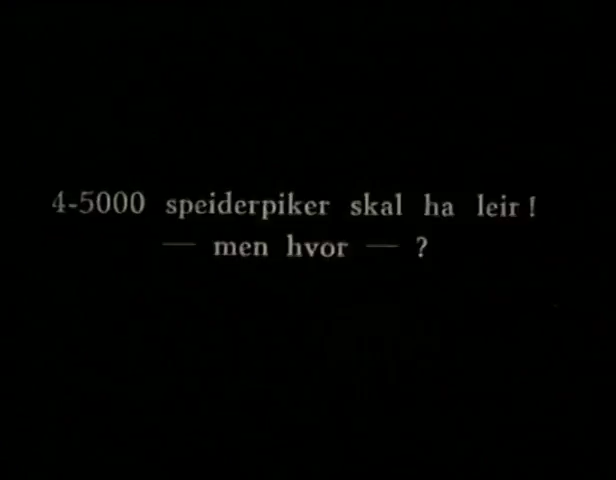 4-5000 speiderpiker skal ha leir!
— men hvor — ?